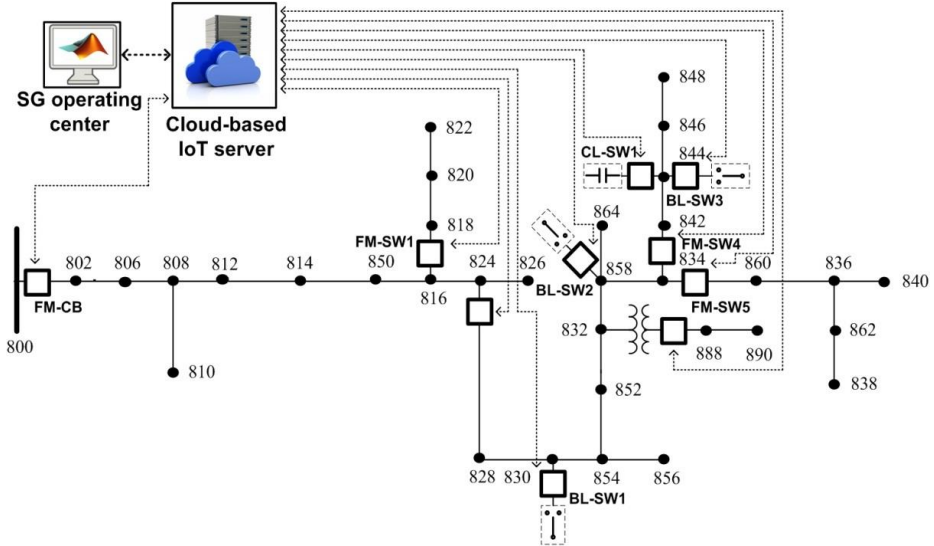 SG operating
center
Cloud-based
IoT server
848
846
822
CL-SW1
844
820
BL-SW3
864
842
818
FM-SW1
FM-SW4
834
802
806
808
812
814
850
824
826
858
860
836
840
816
BL-SW2
FM-CB
FM-SW5
800
832
862
888
890
810
852
838
828
830
854
856
BL-SW1